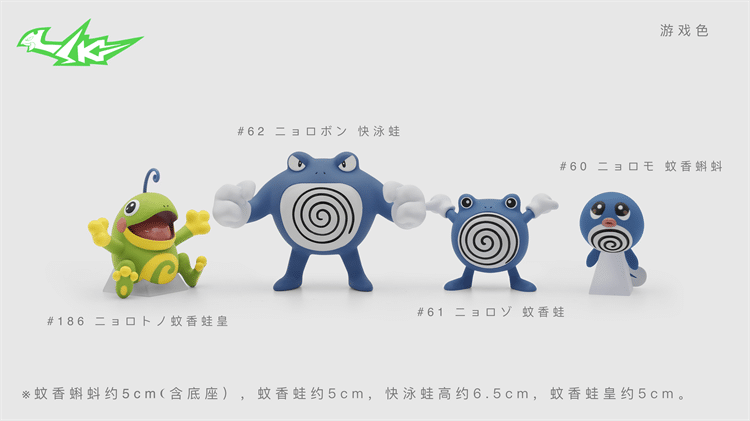 游戏色
#62 ニョロボン 快泳蛙
#60 ニョロモ 蚊香蝌蚪
#186 ニョロトノ蚊香蛙皇
#61 ニョロゾ 蚊香蛙
※蚊香蝌蚪约5cm(含底座)，蚊香蛙约5cm，快泳蛙高约6.5cm，蚊香蛙皇约5cm。